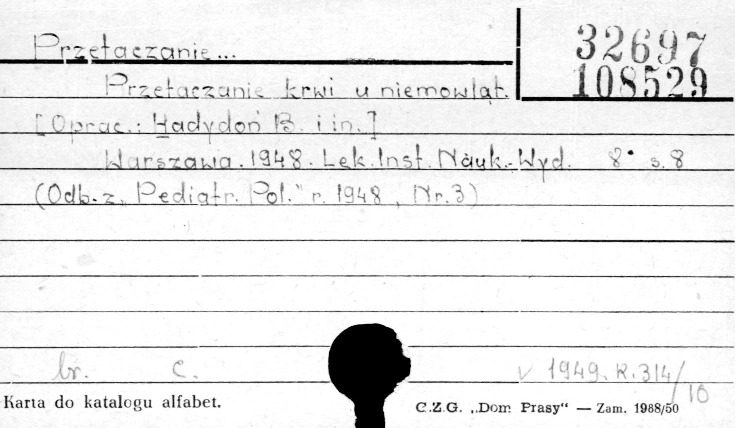 Przetaczanie...
32697
108529
Przetaczanie krwi u niemowląt.
[Oprac.: Hadydoń B. i in.]
Warszawa. 1948. Lek. Inst. Nauk.-Wyd. 8° s. 8
(Odb. z „Pediatr. Pol." r. 1948, Nr. 3)
br. c.
v 1949. K. 314/10
Karta do katalogu alfabet.
C.Z.G. „Dom Prasy“ — Zam. 1988/50